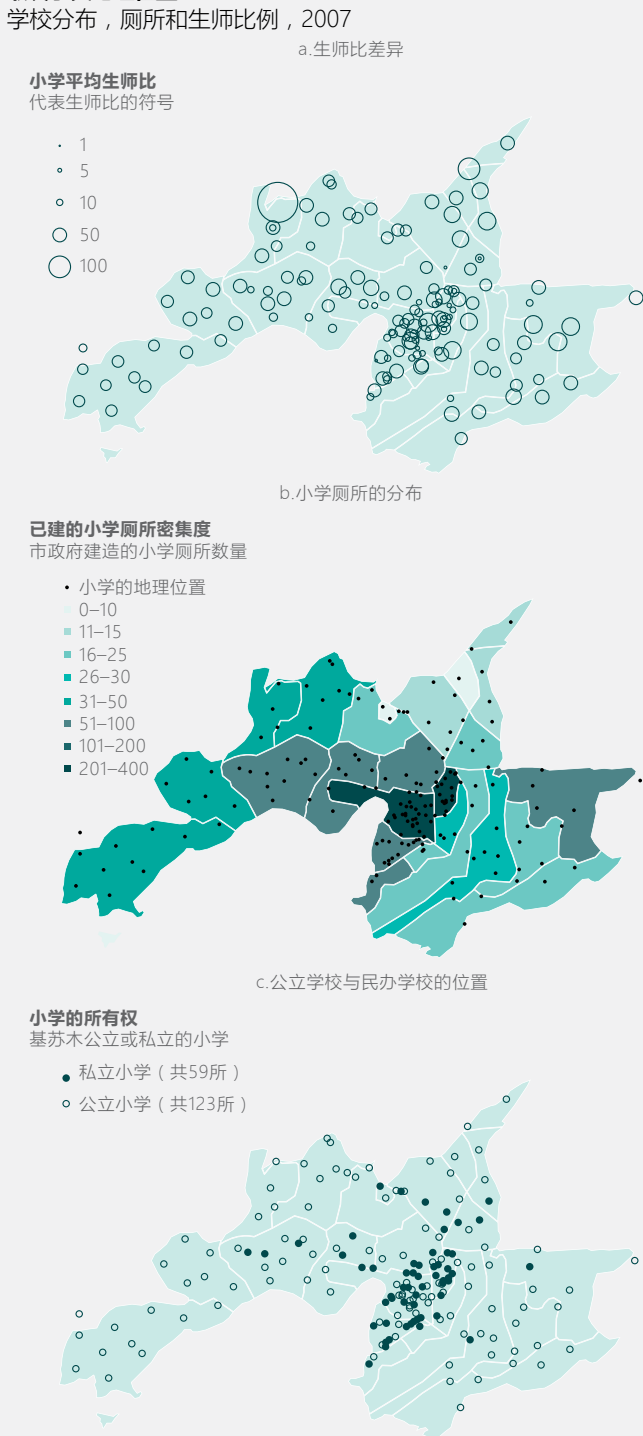 学校分布，厕所和生师比例，2007
a.生师比差异
小学平均生师比
代表生师比的符号
1
5
10
50
100
b.小学厕所的分布
已建的小学厕所密集度
市政府建造的小学厕所数量
小学的地理位置
0–10
11–15
16–25
26–30
31–50
51–100
101–200
201–400
c.公立学校与民办学校的位置
小学的所有权
基苏木公立或私立的小学
私立小学（共59所）
公立小学（共123所）